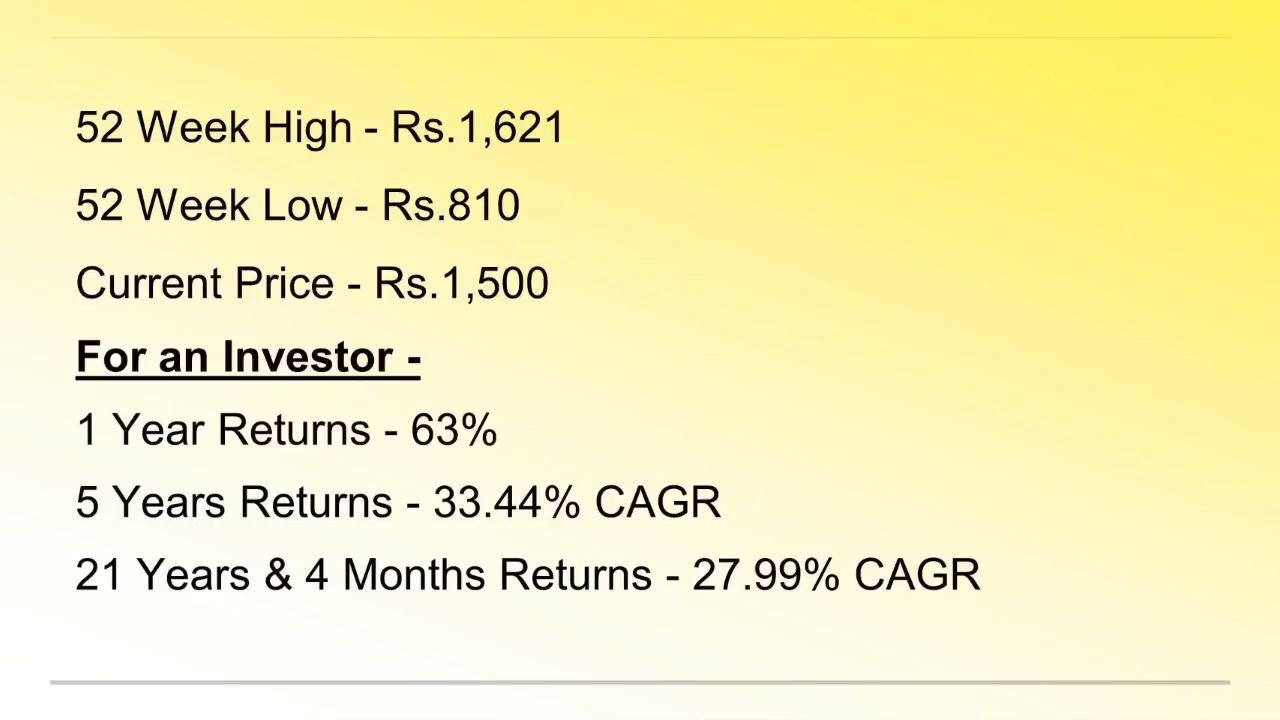 52 Week High - Rs.1,621
52 Week Low - Rs.810
Current Price - Rs.1,500
For an Investor -
1 Year Returns - 63%
5 Years Returns - 33.44% CAGR
21 Years & 4 Months Returns - 27.99% CAGR